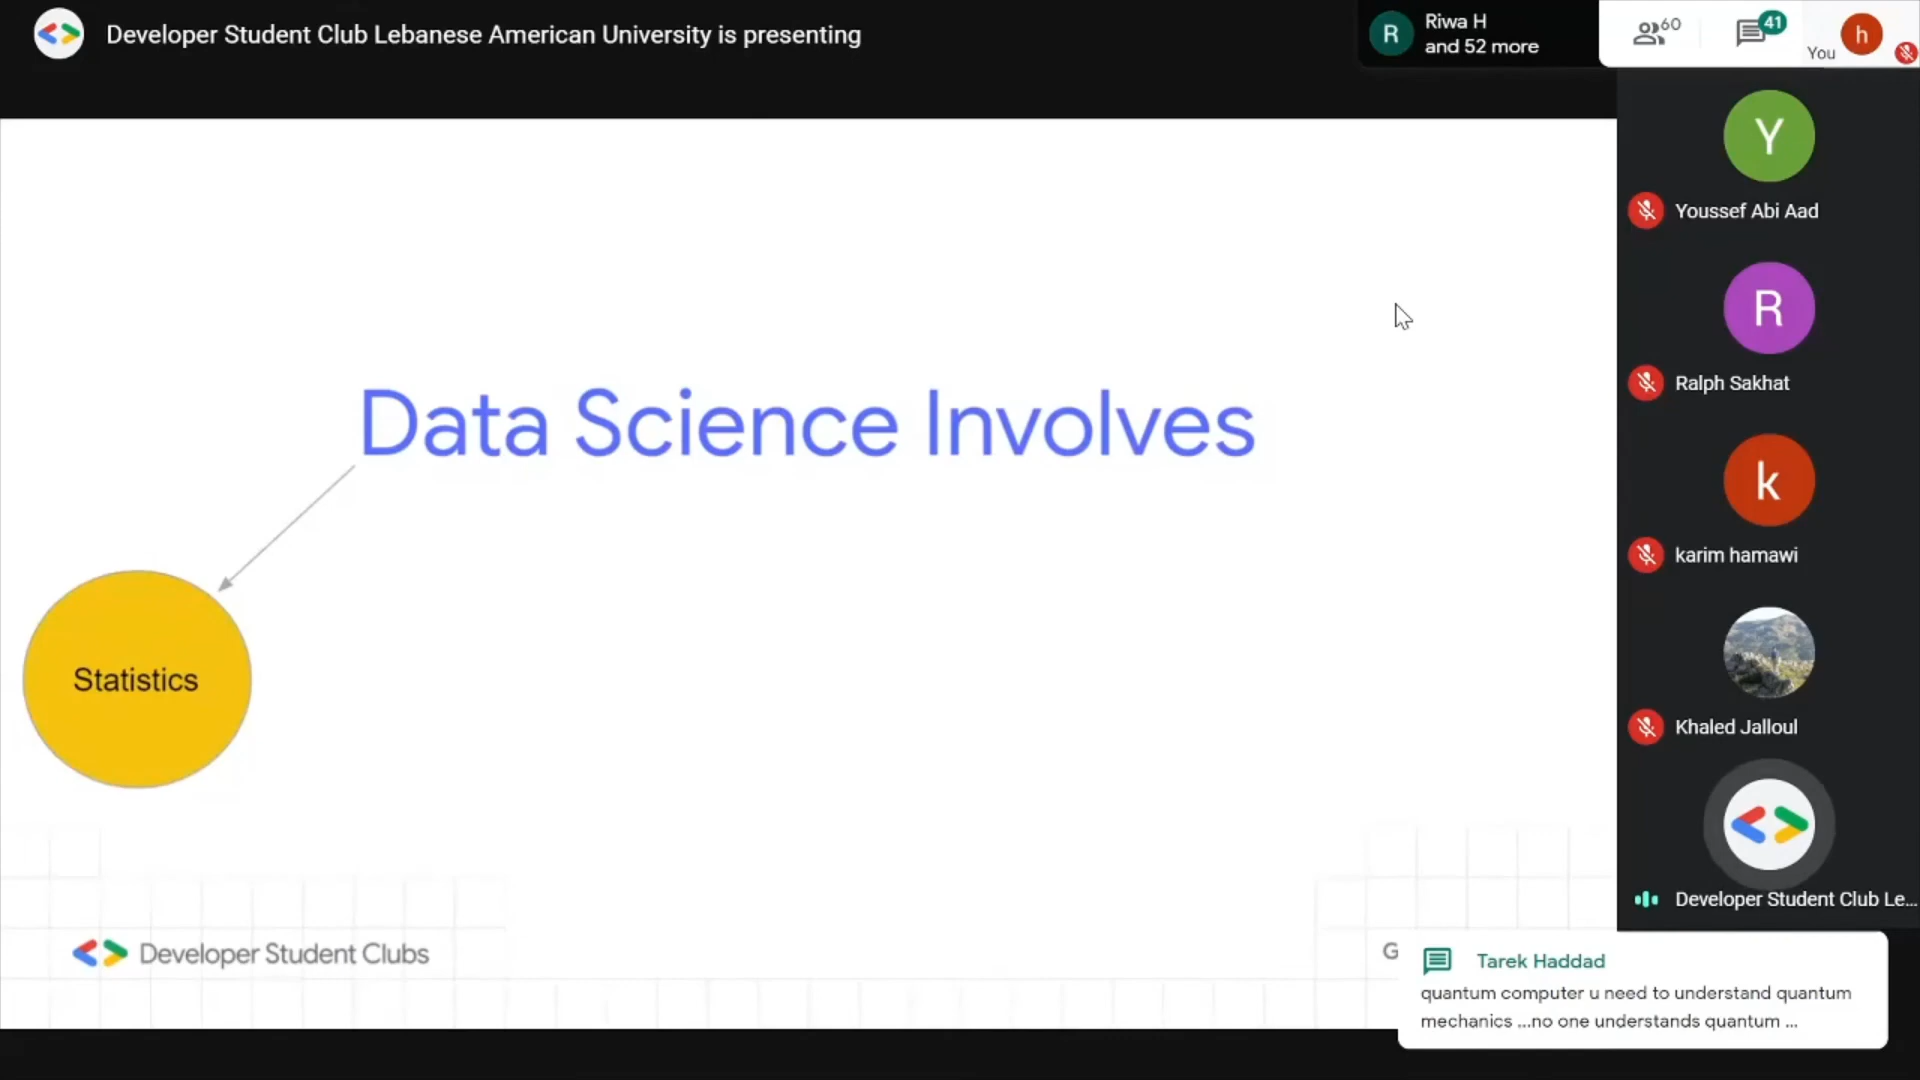 Developer Student Club Lebanese American University is presenting
R
Riwa H
and 52 more
60
41
You
h
Y
Youssef Abi Aad
R
Ralph Sakhat
k
karim hamawi
Khaled Jalloul
Developer Student Club Le...
Data Science Involves
Statistics
Developer Student Clubs
G
Tarek Haddad
quantum computer u need to understand quantum
mechanics ...no one understands quantum ...